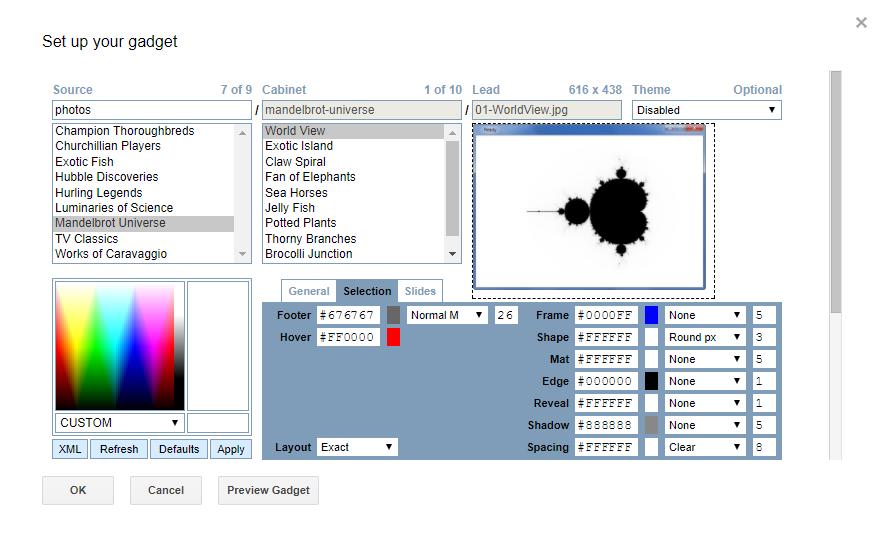 ×
Set up your gadget
Source 7 of 9 Cabinet 1 of 10 Lead 616 x 438 Theme Optional
photos / mandelbrot-universe / 01-WorldView.jpg Disabled
Champion Thoroughbreds
Churchillian Players
Exotic Fish
Hubble Discoveries
Hurling Legends
Luminaries of Science
Mandelbrot Universe
TV Classics
Works of Caravaggio
World View
Exotic Island
Claw Spiral
Fan of Elephants
Sea Horses
Jelly Fish
Potted Plants
Thorny Branches
Brocolli Junction
Ready
General Selection Slides
Footer #676767 Normal M 26 Frame #0000FF None 5
Hover #FF0000 Shape #FFFFFF Round px 3
Mat #FFFFFF None 5
Edge #000000 None 1
Reveal #FFFFFF None 1
Shadow #888888 None 5
Layout Exact Spacing #FFFFFF Clear 8
CUSTOM
XML Refresh Defaults Apply
OK Cancel Preview Gadget